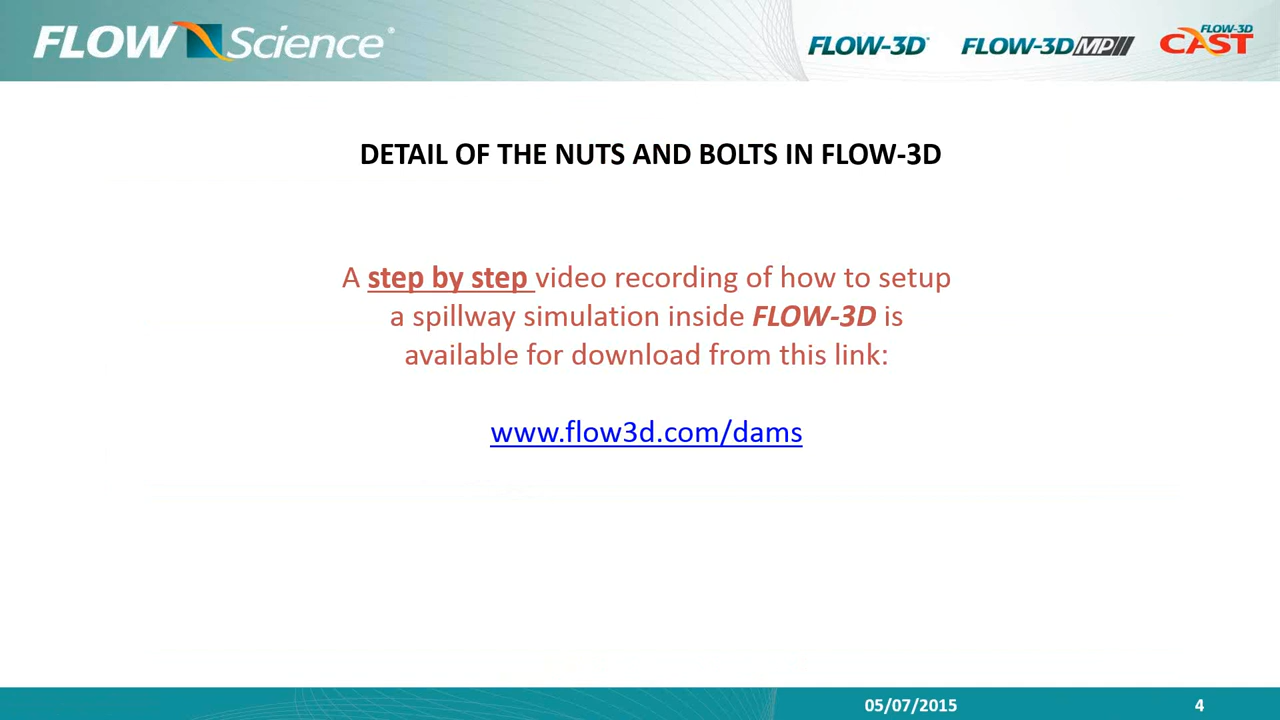 FLOW Science®
FLOW-3D® FLOW-3D MP FLOW-3D CAST
DETAIL OF THE NUTS AND BOLTS IN FLOW-3D
A step by step video recording of how to setup
a spillway simulation inside FLOW-3D is
available for download from this link:
www.flow3d.com/dams
05/07/2015 4